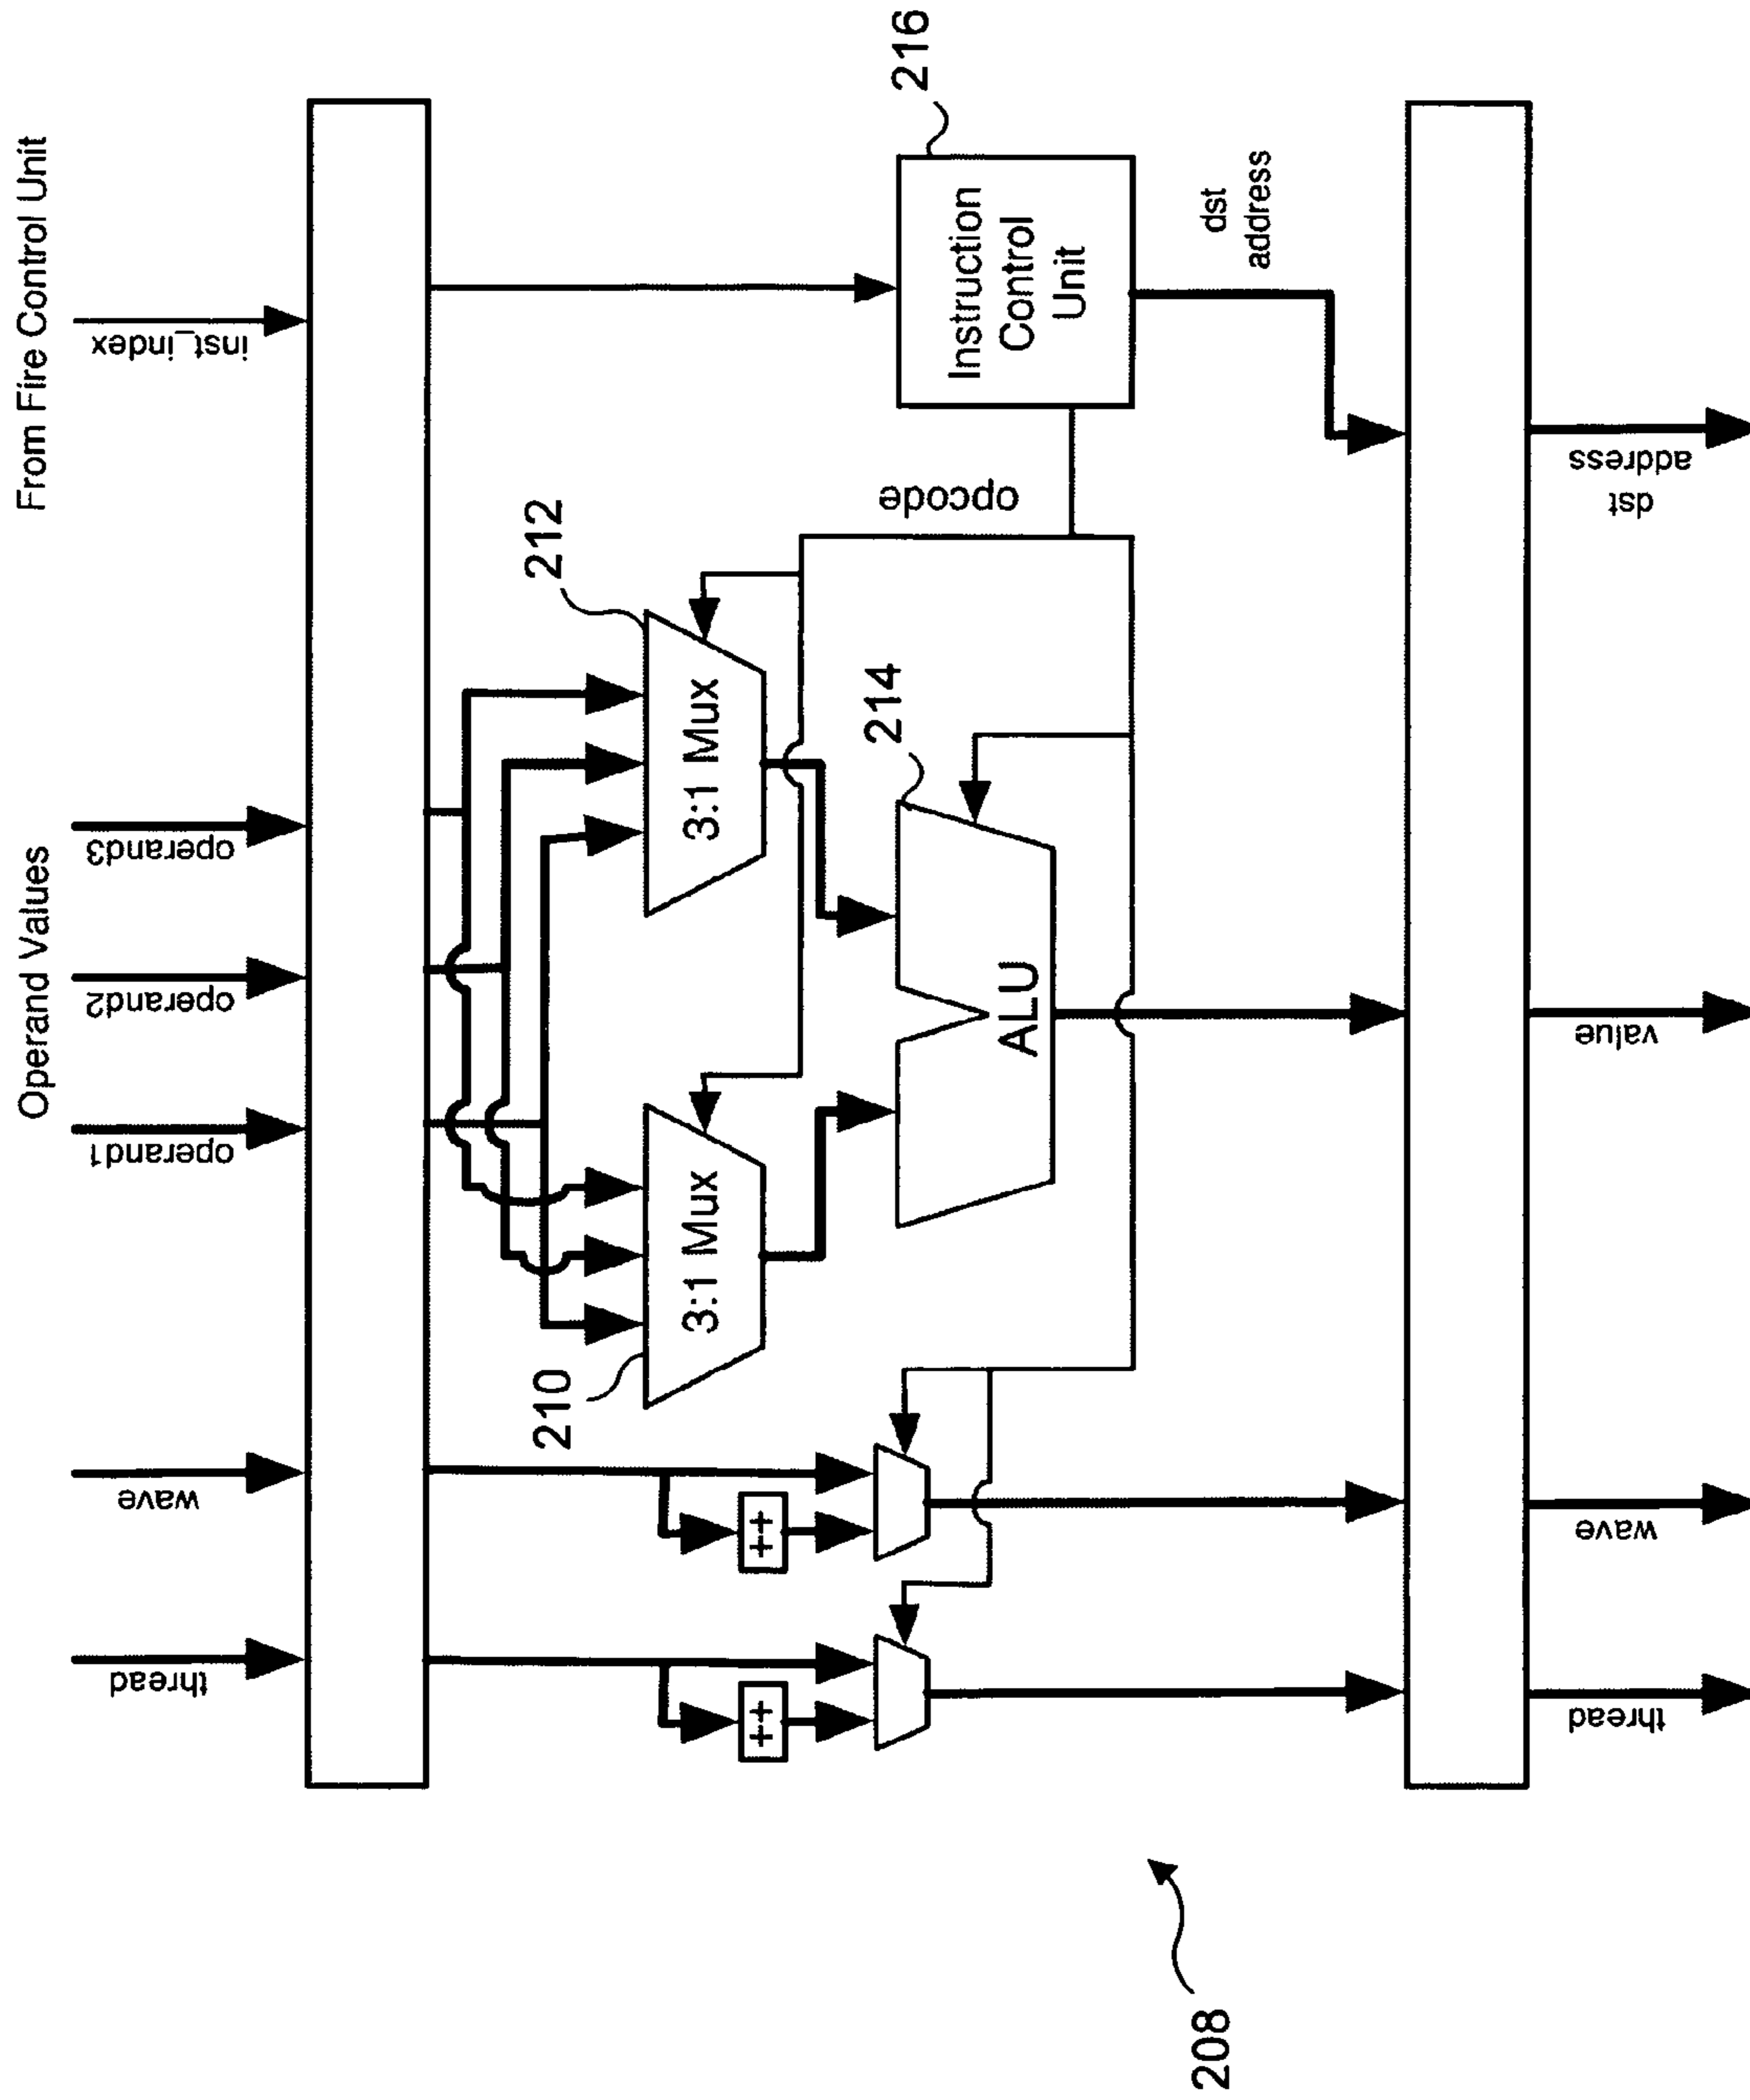 Operand Values
From Fire Control Unit
thread
wave
operand1
operand2
operand3
inst_index
210
212
3:1 Mux
3:1 Mux
opcode
++
++
214
216
ALU
Instruction
Control
Unit
dst
address
thread
wave
value
dst
address
208